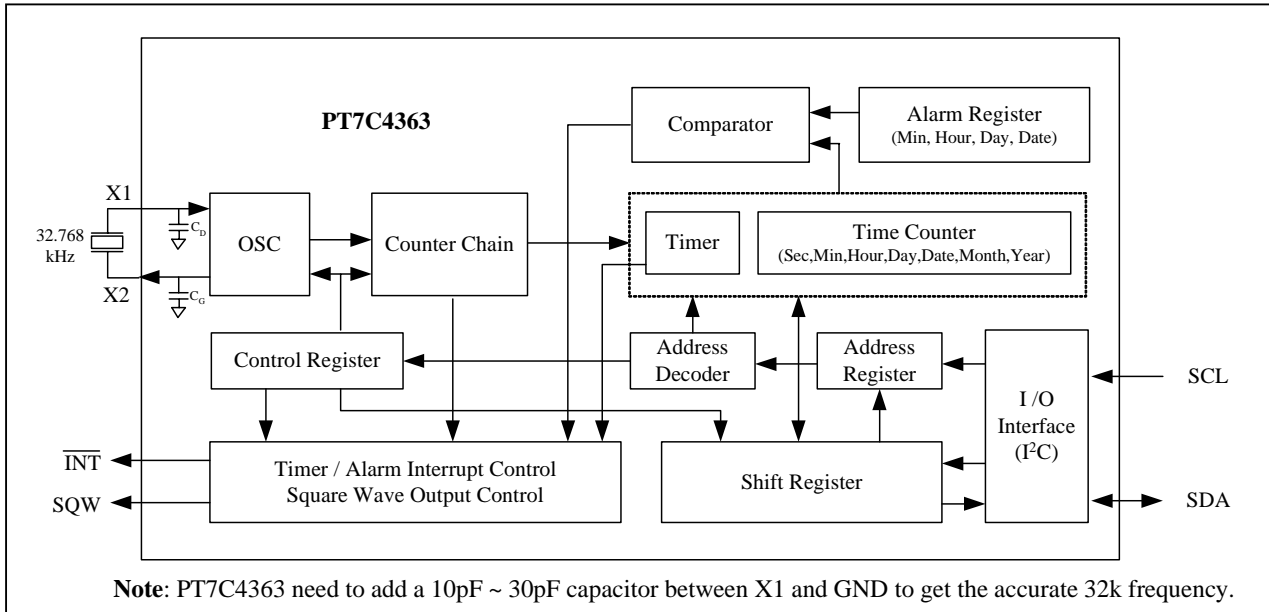 PT7C4363
Comparator
Alarm Register
(Min, Hour, Day, Date)
X1
32.768
kHz
X2
C_D
C_G
OSC
Counter Chain
Timer
Time Counter
(Sec,Min,Hour,Day,Date,Month,Year)
Control Register
Address
Decoder
Address
Register
I /O
Interface
(I²C)
SCL
SDA
INT
SQW
Timer / Alarm Interrupt Control
Square Wave Output Control
Shift Register
Note: PT7C4363 need to add a 10pF ~ 30pF capacitor between X1 and GND to get the accurate 32k frequency.